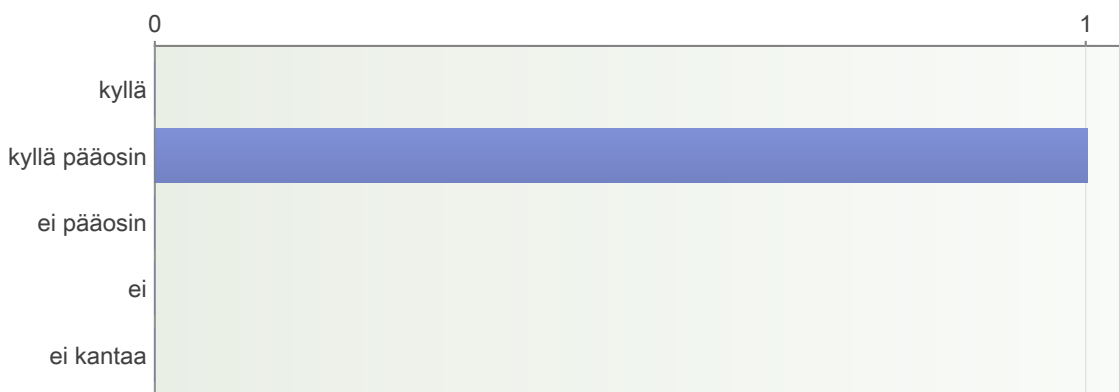 0 1
kyllä
kyllä pääosin
ei pääosin
ei
ei kantaa